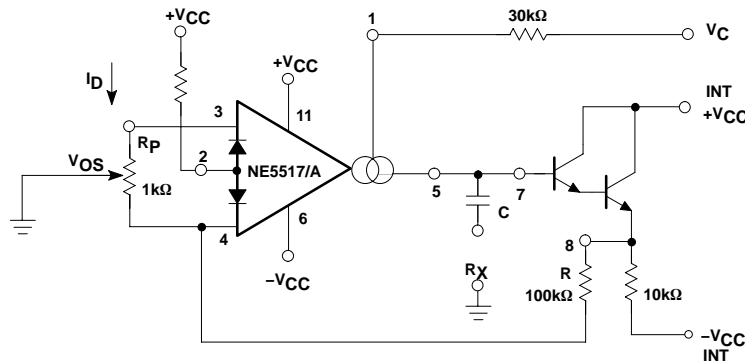 +VCC
1
30kΩ
VC
ID
+VCC
INT
+VCC
3
11
RP
VOS
2
NE5517/A
1kΩ
5
7
C
4
6
−VCC
8
RX
R
100kΩ
10kΩ
−VCC
INT